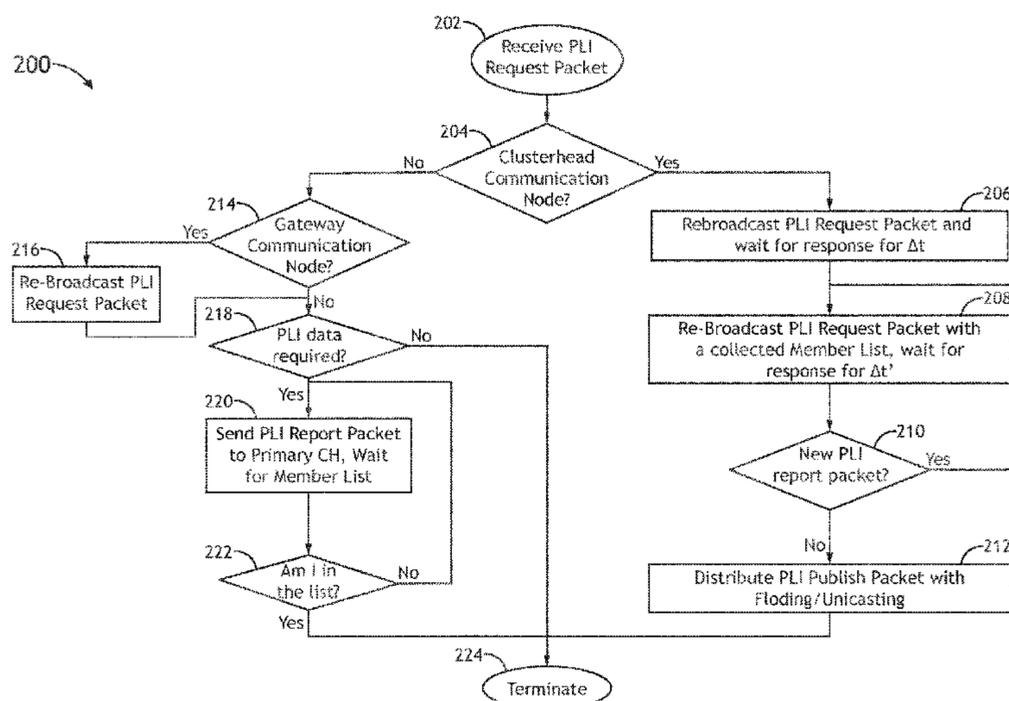 200
202
Receive PLI
Request Packet
204
Clusterhead
Communication
Node?
No
Yes
206
Rebroadcast PLI Request Packet and
wait for response for Δt
208
Re-Broadcast PLI Request Packet with
a collected Member List, wait for
response for Δt'
210
New PLI
report packet?
Yes
No
212
Distribute PLI Publish Packet with
Floding/Unicasting
214
Gateway
Communication
Node?
Yes
No
216
Re-Broadcast PLI
Request Packet
218
PLI data
required?
No
Yes
220
Send PLI Report Packet
to Primary CH, Wait
for Member List
222
Am I in
the list?
No
Yes
224
Terminate